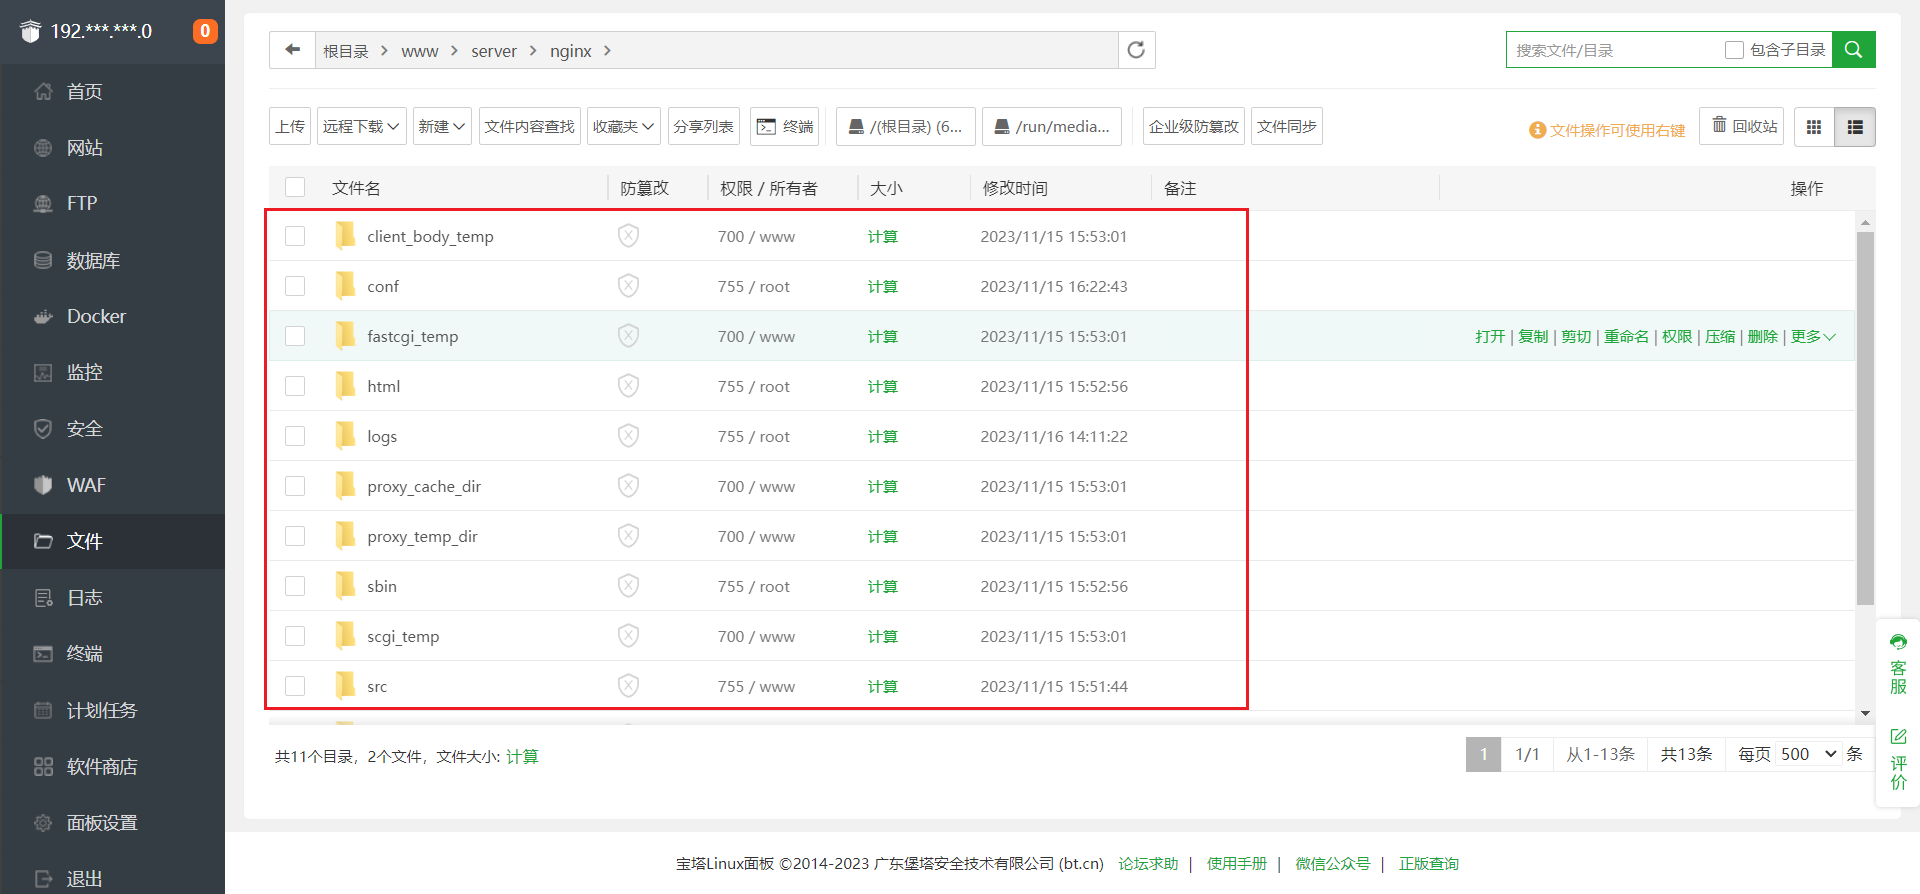 192.***.***.0 0
首页
网站
FTP
数据库
Docker
监控
安全
WAF
文件
日志
终端
计划任务
软件商店
面板设置
退出
根目录 www server nginx
搜索文件/目录 包含子目录
上传 远程下载 新建 文件内容查找 收藏夹 分享列表 终端 /(根目录) (6... /run/media... 企业级防篡改 文件同步 文件操作可使用右键 回收站
文件名 防篡改 权限 / 所有者 大小 修改时间 备注 操作
client_body_temp 700 / www 计算 2023/11/15 15:53:01
conf 755 / root 计算 2023/11/15 16:22:43
fastcgi_temp 700 / www 计算 2023/11/15 15:53:01 打开 | 复制 | 剪切 | 重命名 | 权限 | 压缩 | 删除 | 更多
html 755 / root 计算 2023/11/15 15:52:56
logs 755 / root 计算 2023/11/16 14:11:22
proxy_cache_dir 700 / www 计算 2023/11/15 15:53:01
proxy_temp_dir 700 / www 计算 2023/11/15 15:53:01
sbin 755 / root 计算 2023/11/15 15:52:56
scgi_temp 700 / www 计算 2023/11/15 15:53:01
src 755 / www 计算 2023/11/15 15:51:44
共11个目录，2个文件，文件大小: 计算
1 1/1 从1-13条 共13条 每页 500 条
客服
评价
宝塔Linux面板 ©2014-2023 广东堡塔安全技术有限公司 (bt.cn) 论坛求助 | 使用手册 | 微信公众号 | 正版查询